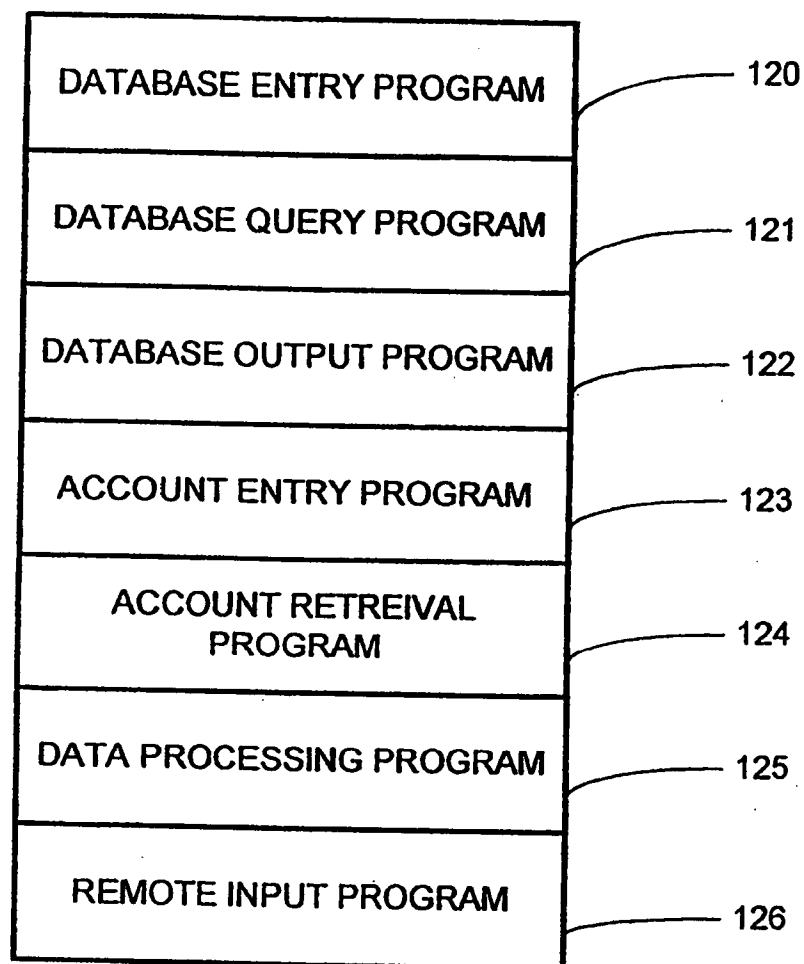 DATABASE ENTRY PROGRAM
120
DATABASE QUERY PROGRAM
121
DATABASE OUTPUT PROGRAM
122
ACCOUNT ENTRY PROGRAM
123
ACCOUNT RETREIVAL
PROGRAM
124
DATA PROCESSING PROGRAM
125
REMOTE INPUT PROGRAM
126